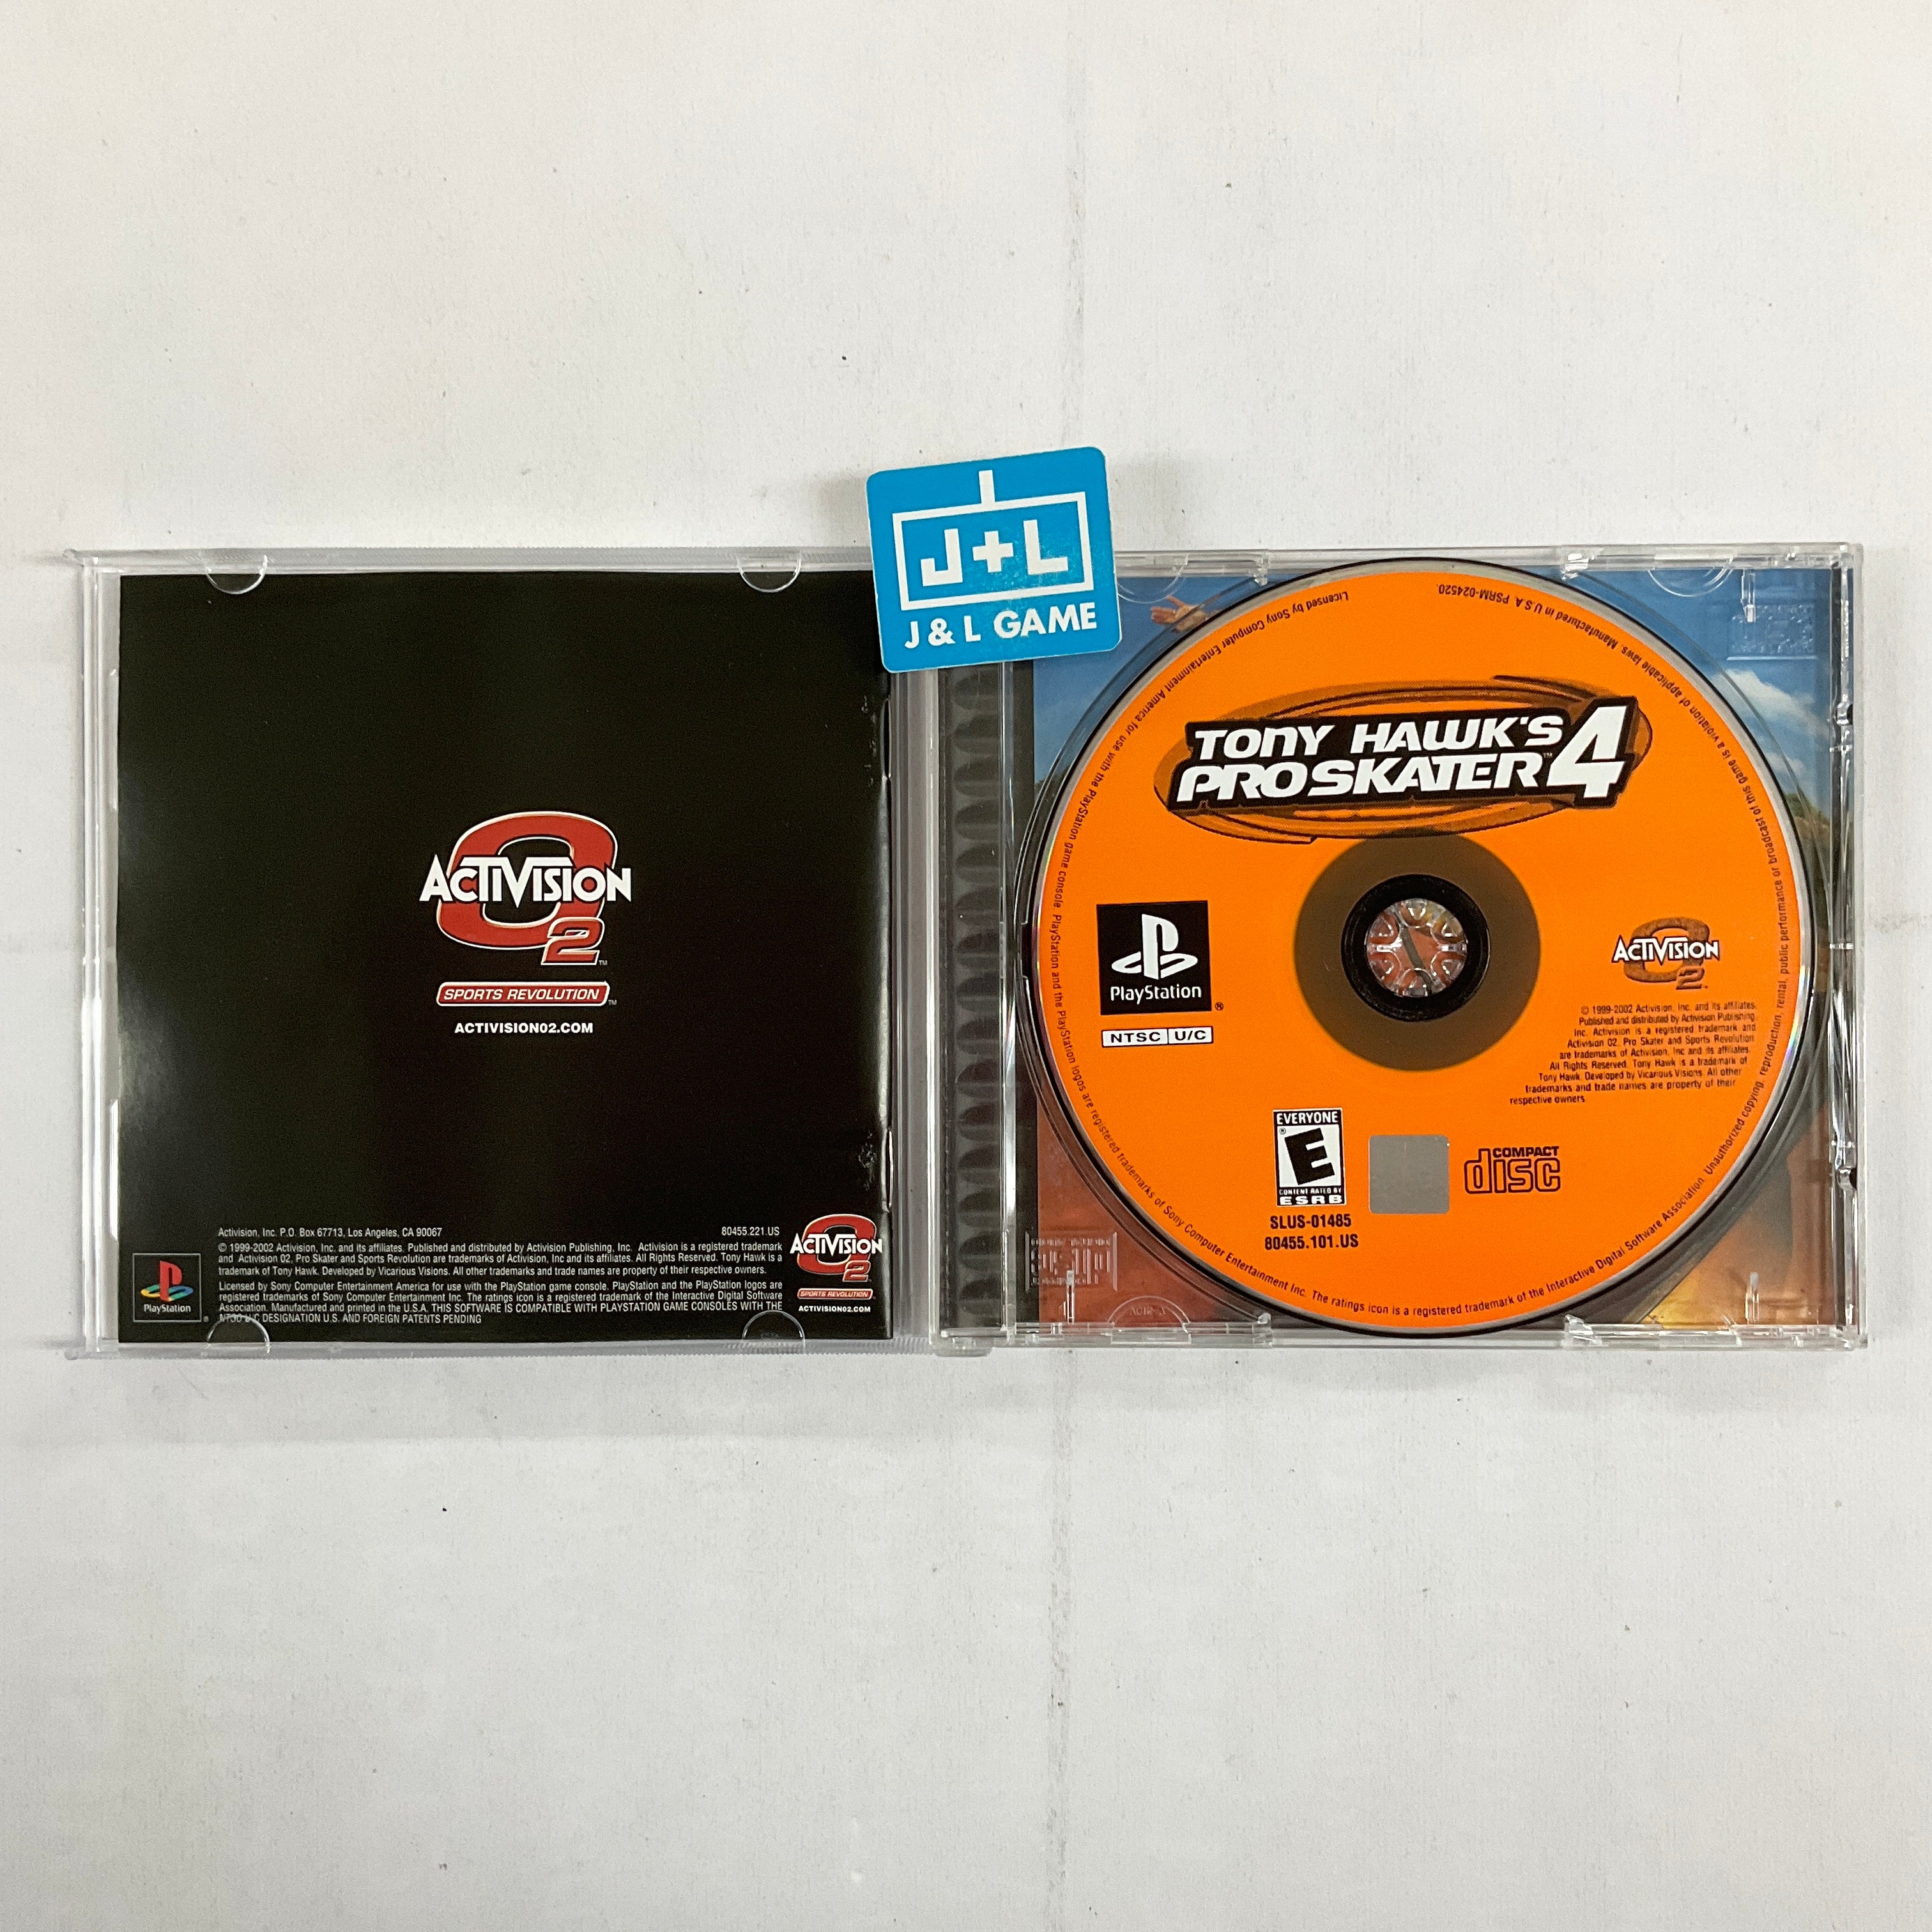 J+L
J & L GAME
ACTIVISION
O2™
SPORTS REVOLUTION™
ACTIVISIONO2.COM
Activision, Inc. P.O. Box 67713, Los Angeles, CA 90067
80455.221.US
© 1999-2002 Activision, Inc. and its affiliates. Published and distributed by Activision Publishing, Inc. Activision is a registered trademark
and Activision O2, Pro Skater and Sports Revolution are trademarks of Activision, Inc and its affiliates. All Rights Reserved. Tony Hawk is a
trademark of Tony Hawk. Developed by Vicarious Visions. All other trademarks and trade names are property of their respective owners.
Licensed by Sony Computer Entertainment America for use with the PlayStation game console. PlayStation and the PlayStation logos are
registered trademarks of Sony Computer Entertainment Inc. The ratings icon is a registered trademark of the Interactive Digital Software
Association. Manufactured and printed in the U.S.A. THIS SOFTWARE IS COMPATIBLE WITH PLAYSTATION GAME CONSOLES WITH THE
NTSC U/C DESIGNATION U.S. AND FOREIGN PATENTS PENDING
PlayStation
®
ACTIVISION
O2
SPORTS REVOLUTION
ACTIVISIONO2.COM
TONY HAWK'S
PRO SKATER™ 4
PlayStation
®
NTSC U/C
ACTIVISION
O2
© 1999-2002 Activision, Inc. and its affiliates.
Published and distributed by Activision Publishing,
Inc. Activision is a registered trademark and
Activision O2, Pro Skater and Sports Revolution
are trademarks of Activision, Inc and its affiliates.
All Rights Reserved. Tony Hawk is a trademark of
Tony Hawk. Developed by Vicarious Visions. All other
trademarks and trade names are property of their
respective owners
EVERYONE
E
®
CONTENT RATED BY
ESRB
SLUS-01485
80455.101.US
COMPACT
disc
Licensed by Sony Computer Entertainment America for use with the PlayStation game console. PlayStation and the PlayStation logos are registered trademarks of Sony Computer Entertainment Inc. The ratings icon is a registered trademark of the Interactive Digital Software Association. Unauthorized copying, reproduction, rental, public performance or broadcast of this game is a violation of applicable laws. Manufactured in U.S.A. PSRM-024520.